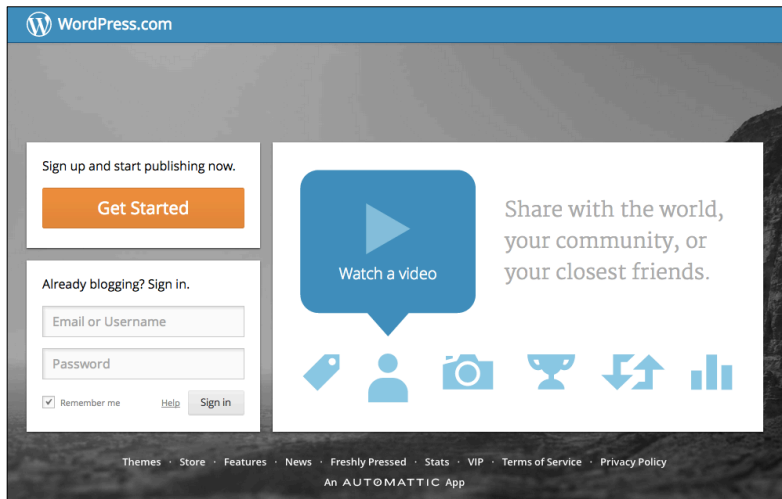 WordPress.com
Sign up and start publishing now.
Get Started
Already blogging? Sign in.
Email or Username
Password
Remember me
Help
Sign in
Watch a video
Share with the world,
your community, or
your closest friends.
Themes · Store · Features · News · Freshly Pressed · Stats · VIP · Terms of Service · Privacy Policy
An AUTOMATTIC App